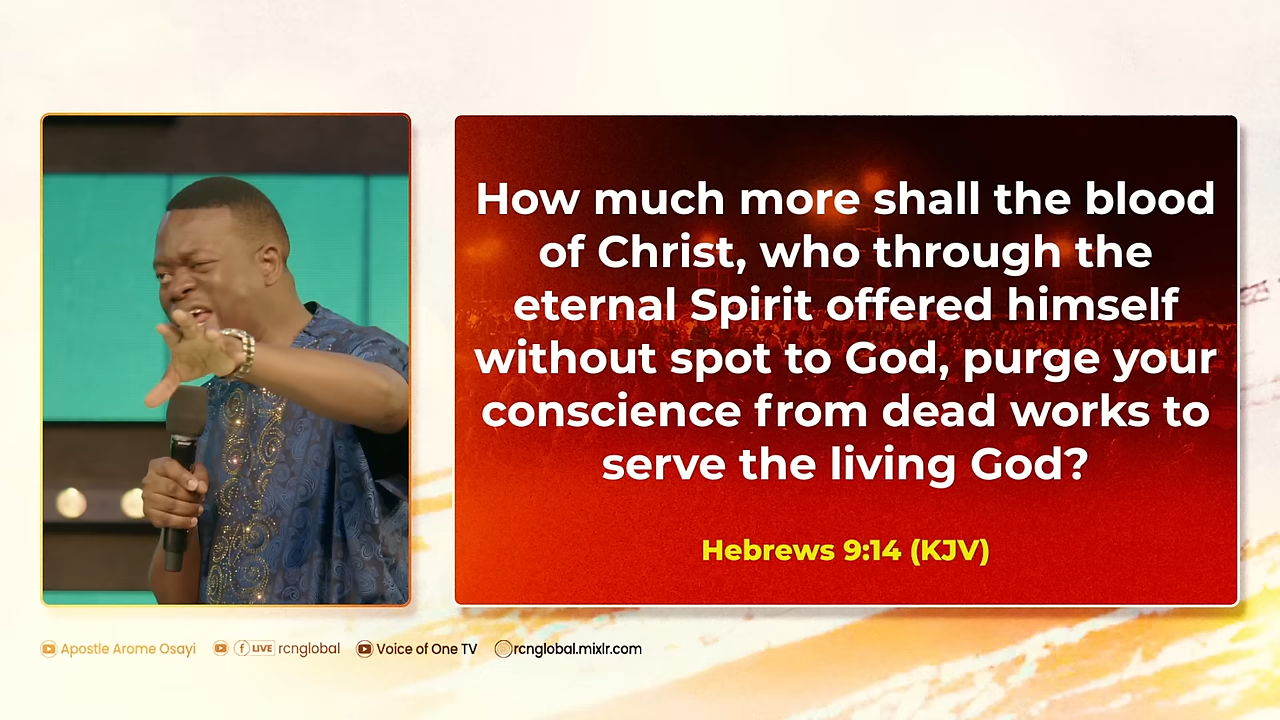 How much more shall the blood
of Christ, who through the
eternal Spirit offered himself
without spot to God, purge your
conscience from dead works to
serve the living God?
Hebrews 9:14 (KJV)
Apostle Arome Osayi f LIVE rcnglobal Voice of One TV rcnglobal.mixlr.com